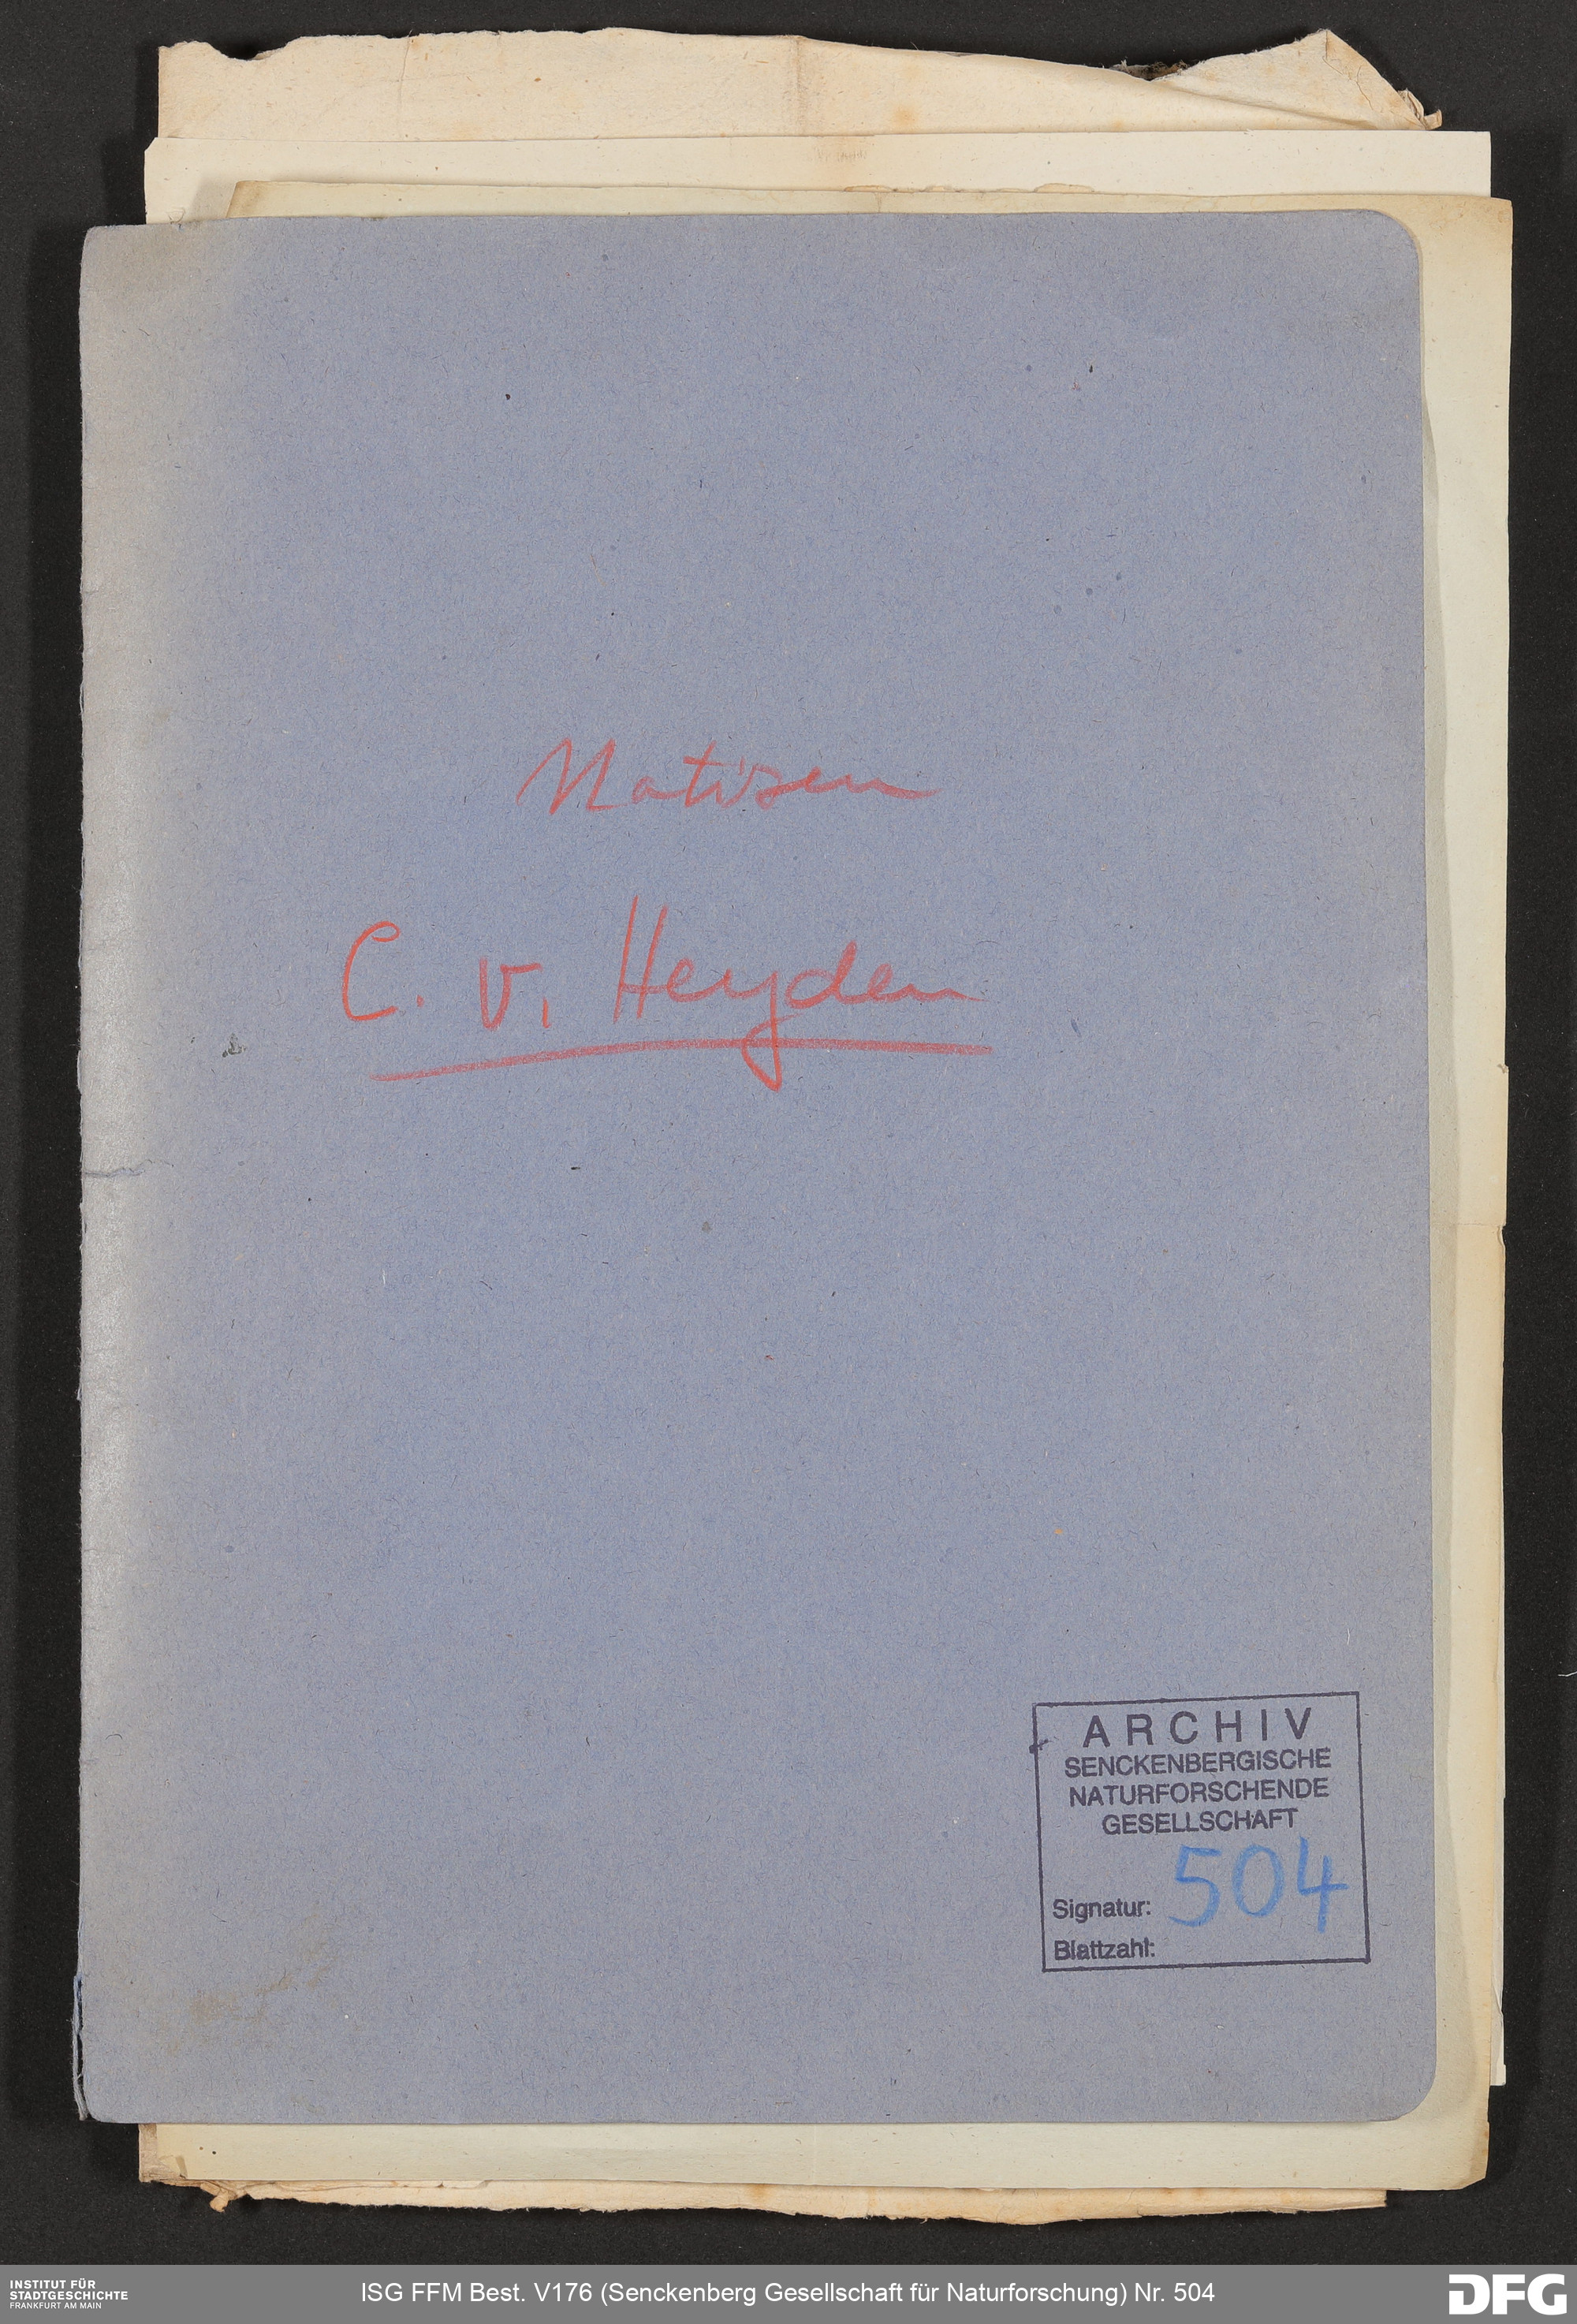 Notizen
C. v. Heyden
ARCHIV
SENCKENBERGISCHE
NATURFORSCHENDE
GESELLSCHAFT
Signatur: 504
Blattzahl:
INSTITUT FÜR
STADTGESCHICHTE
FRANKFURT AM MAIN
ISG FFM Best. V176 (Senckenberg Gesellschaft für Naturforschung) Nr. 504
DFG